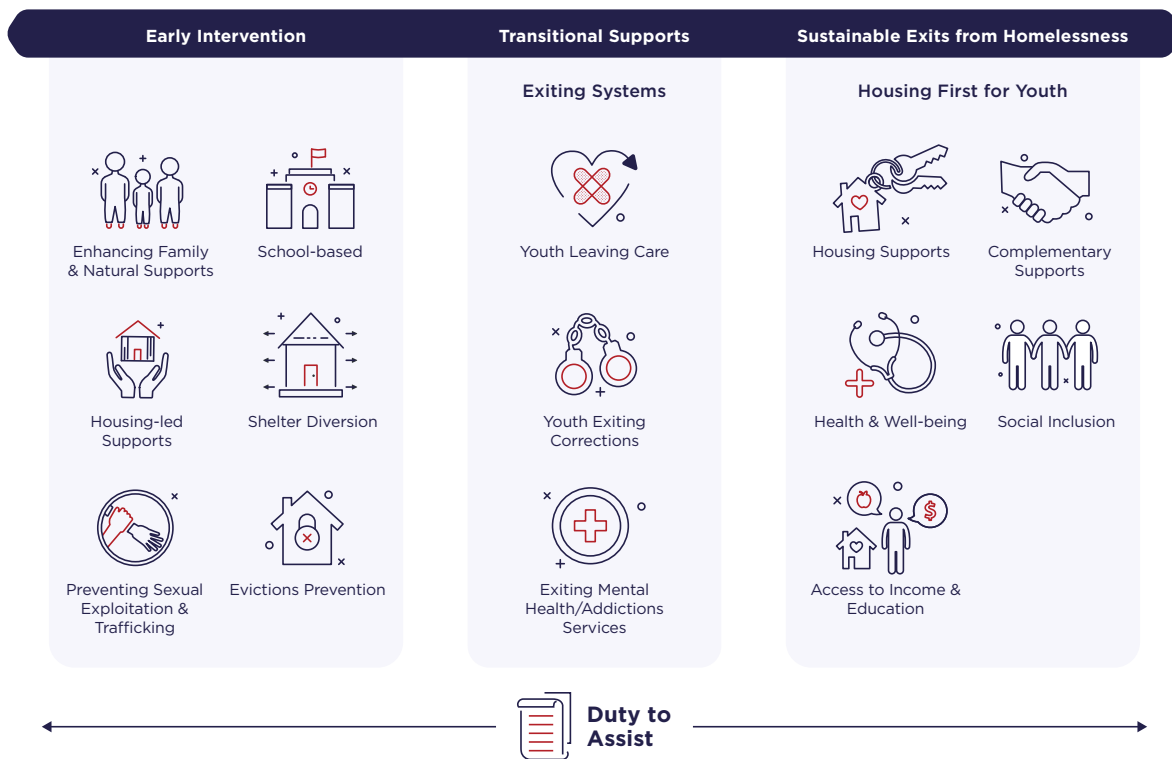 Early Intervention
Transitional Supports
Sustainable Exits from Homelessness
Exiting Systems
Housing First for Youth
Enhancing Family
& Natural Supports
School-based
Youth Leaving Care
Housing Supports
Complementary
Supports
Housing-led
Supports
Shelter Diversion
Youth Exiting
Corrections
Health & Well-being
Social Inclusion
Preventing Sexual
Exploitation &
Trafficking
Evictions Prevention
Exiting Mental
Health/Addictions
Services
$
Access to Income &
Education
Duty to
Assist